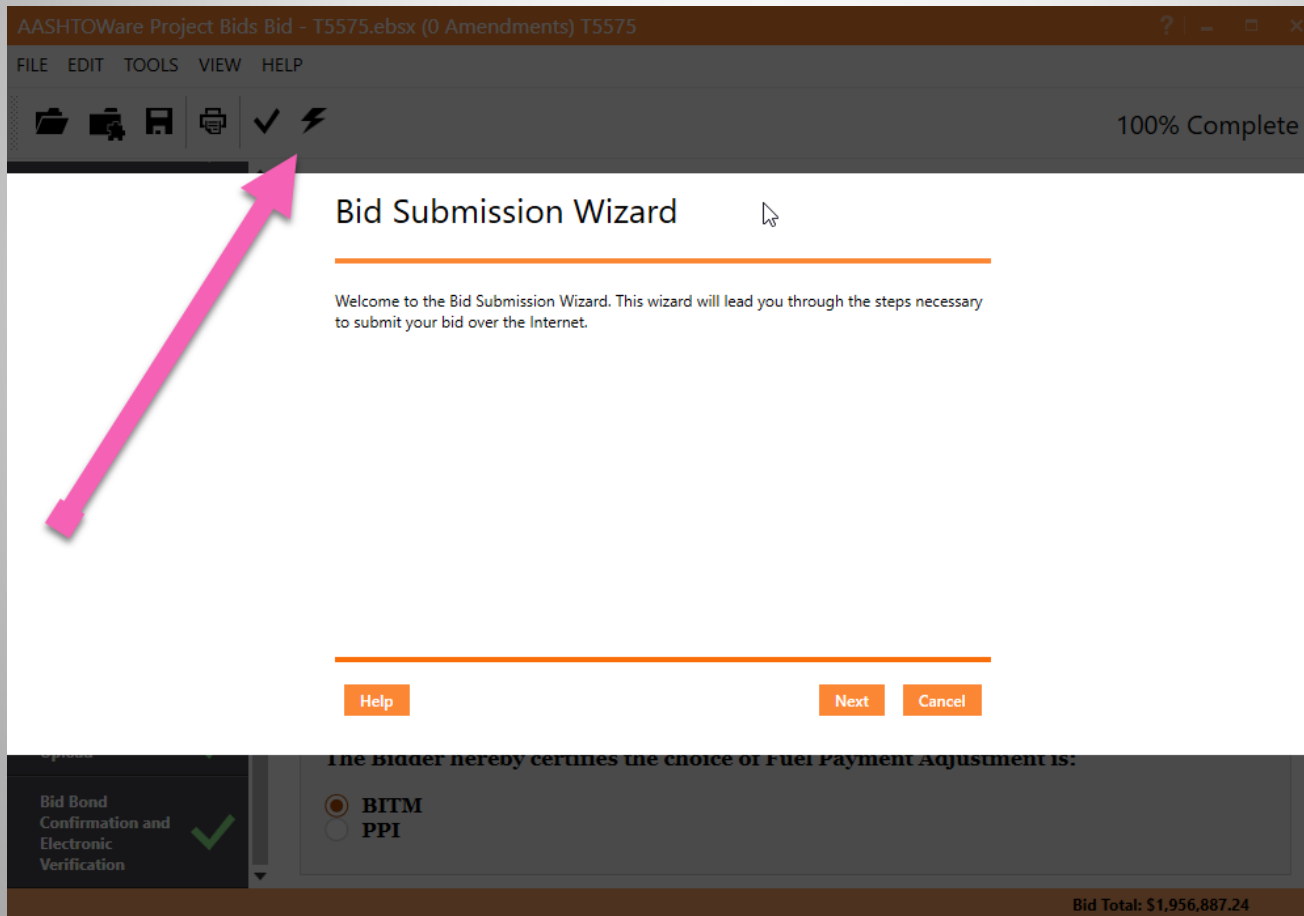 AASHTOWare Project Bids Bid - T5575.ebsx (0 Amendments) T5575
?
FILE EDIT TOOLS VIEW HELP
100% Complete
Bid Submission Wizard
Welcome to the Bid Submission Wizard. This wizard will lead you through the steps necessary
to submit your bid over the Internet.
Help
Next
Cancel
Upload
The Bidder hereby certifies the choice of Fuel Payment Adjustment is:
Bid Bond
Confirmation and
Electronic
Verification
BITM
PPI
Bid Total: $1,956,887.24